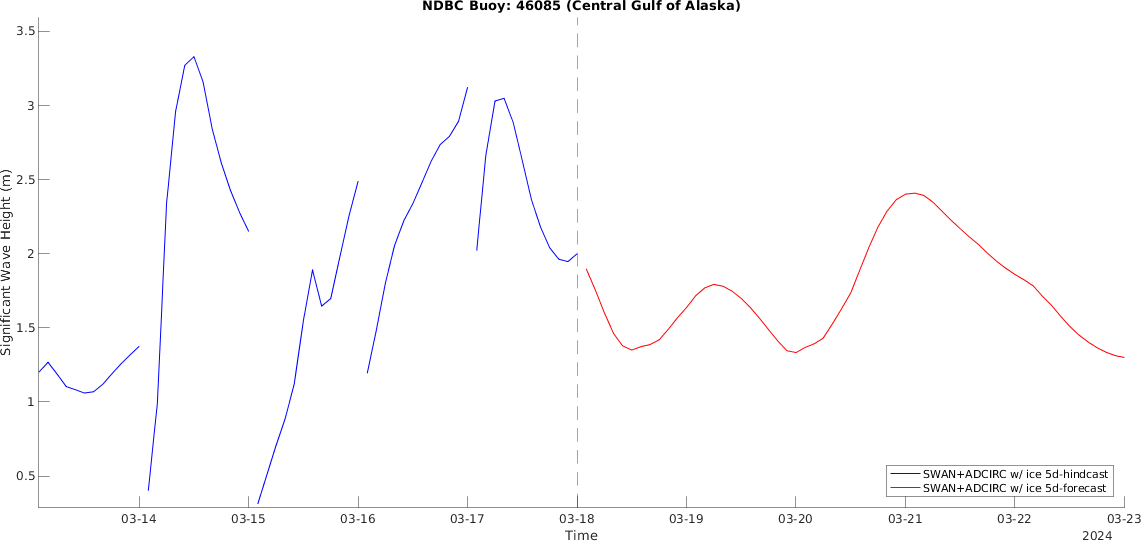 NDBC Buoy: 46085 (Central Gulf of Alaska)
3.5
3
2.5
2
1.5
1
0.5
Significant Wave Height (m)
SWAN+ADCIRC w/ ice 5d-hindcast
SWAN+ADCIRC w/ ice 5d-forecast
03-14 03-15 03-16 03-17 03-18 03-19 03-20 03-21 03-22 03-23
Time
2024